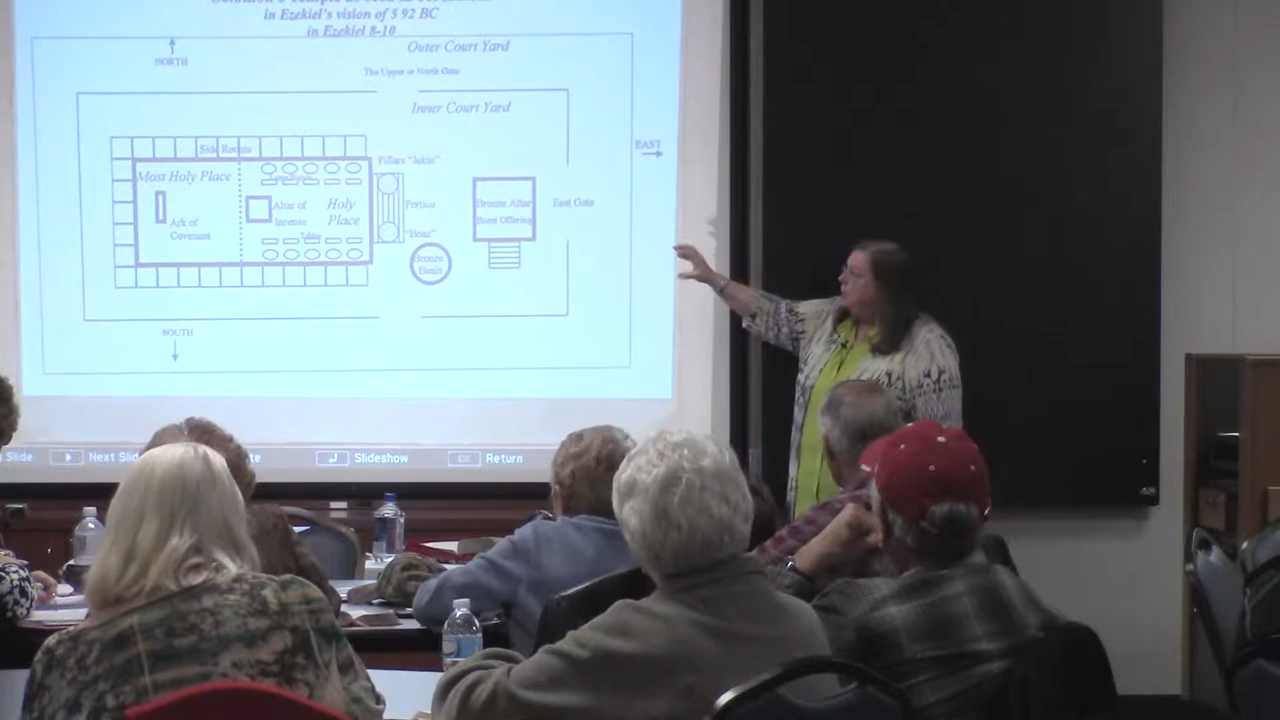 in Ezekiel's vision of 5 92 BC
in Ezekiel 8-10
Outer Court Yard
NORTH
The Upper or North Gate
Inner Court Yard
EAST
Side Rooms
Pillars "Jakin"
Most Holy Place
Altar of
Incense
Holy
Place
Portico
Bronze Altar
Burnt Offering
East Gate
Ark of
Covenant
Tables
"Boaz"
Bronze
Basin
SOUTH
Slide
Next
Slideshow
Return